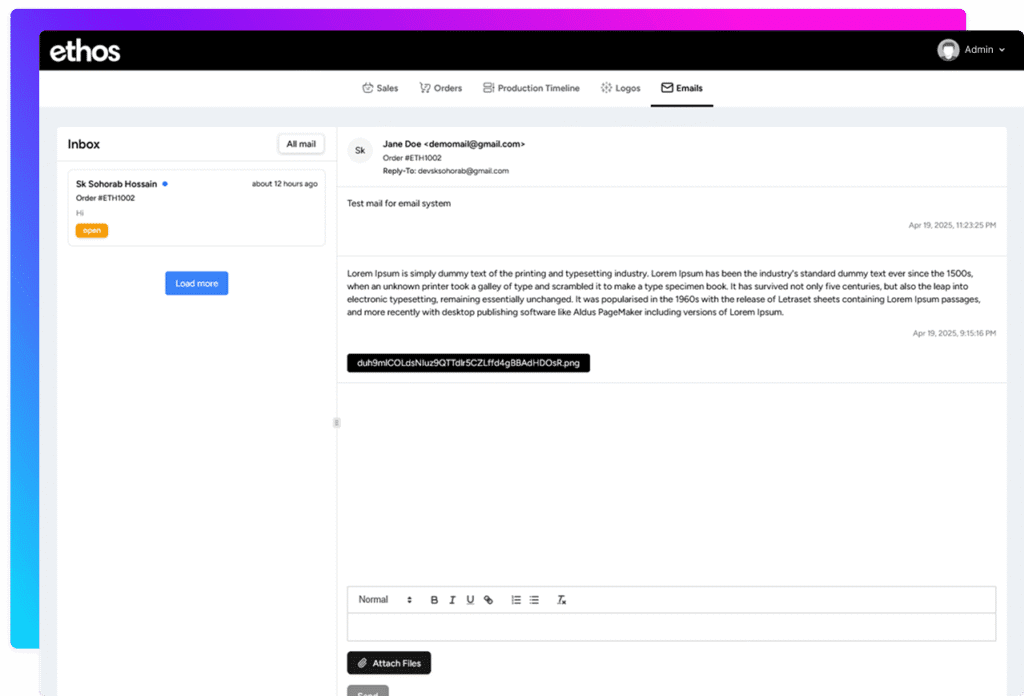 ethos
Admin
Sales
Orders
Production Timeline
Logos
Emails
Inbox
All mail
Sk Sohorab Hossain
about 12 hours ago
Order #ETH1002
Hi
open
Load more
Sk
Jane Doe <demomail@gmail.com>
Order #ETH1002
Reply-To: devsksohorab@gmail.com
Test mail for email system
Apr 19, 2025, 11:23:25 PM
Lorem Ipsum is simply dummy text of the printing and typesetting industry. Lorem Ipsum has been the industry's standard dummy text ever since the 1500s,
when an unknown printer took a galley of type and scrambled it to make a type specimen book. It has survived not only five centuries, but also the leap into
electronic typesetting, remaining essentially unchanged. It was popularised in the 1960s with the release of Letraset sheets containing Lorem Ipsum passages,
and more recently with desktop publishing software like Aldus PageMaker including versions of Lorem Ipsum.
Apr 19, 2025, 9:15:16 PM
Normal
B I U
Attach Files
Send